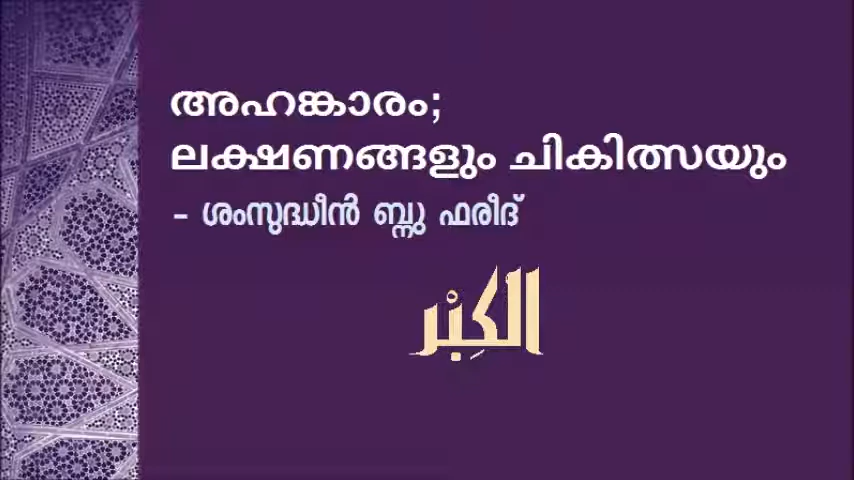 അഹങ്കാരം;
ലക്ഷണങ്ങളും ചികിത്സയും
- ശംസുദ്ധീൻ ബ്നു ഫരീദ്
الكِبْر